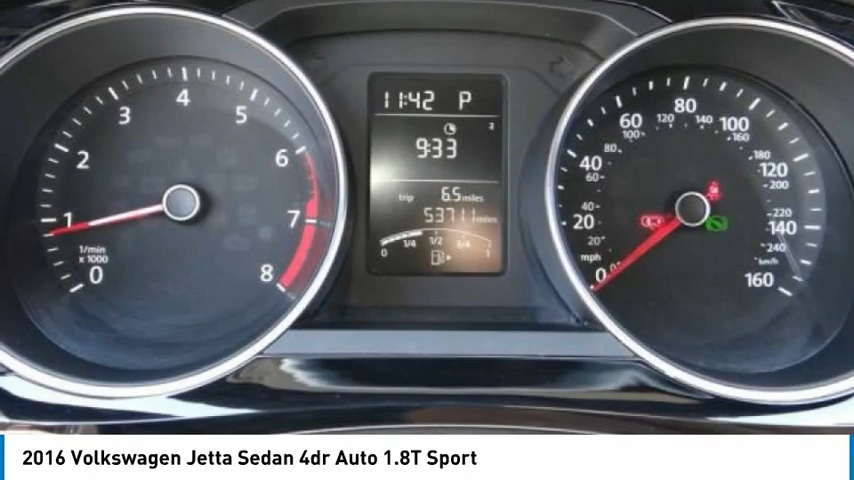 0
1
2
3
4
5
6
7
8
1/min
x 1000
11:42 P
2
9:33
trip 6.5 miles
53711 miles
0 1/4 1/2 3/4 1
0 20 40 60 80 100 120 140 160
mph
0 20 40 60 80 100 120 140 160 180 200 220 240
km/h
2016 Volkswagen Jetta Sedan 4dr Auto 1.8T Sport